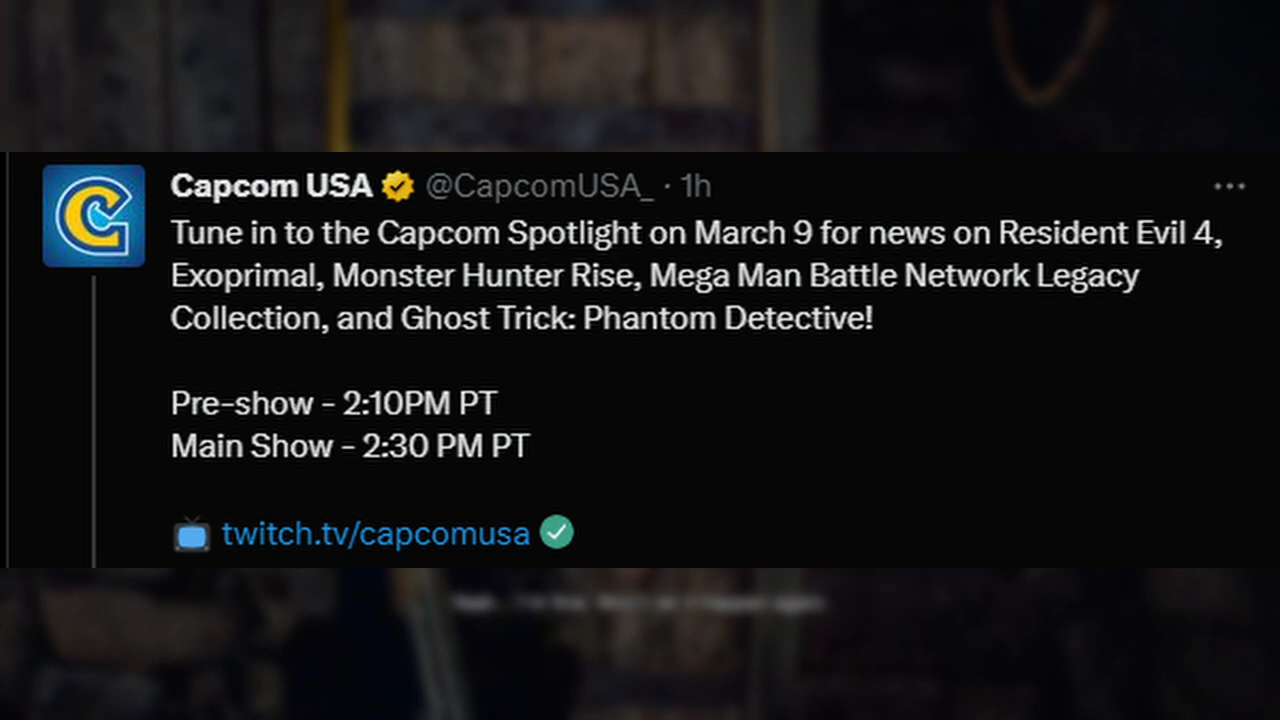 Capcom USA @CapcomUSA_ · 1h
Tune in to the Capcom Spotlight on March 9 for news on Resident Evil 4,
Exoprimal, Monster Hunter Rise, Mega Man Battle Network Legacy
Collection, and Ghost Trick: Phantom Detective!
Pre-show - 2:10PM PT
Main Show - 2:30 PM PT
twitch.tv/capcomusa